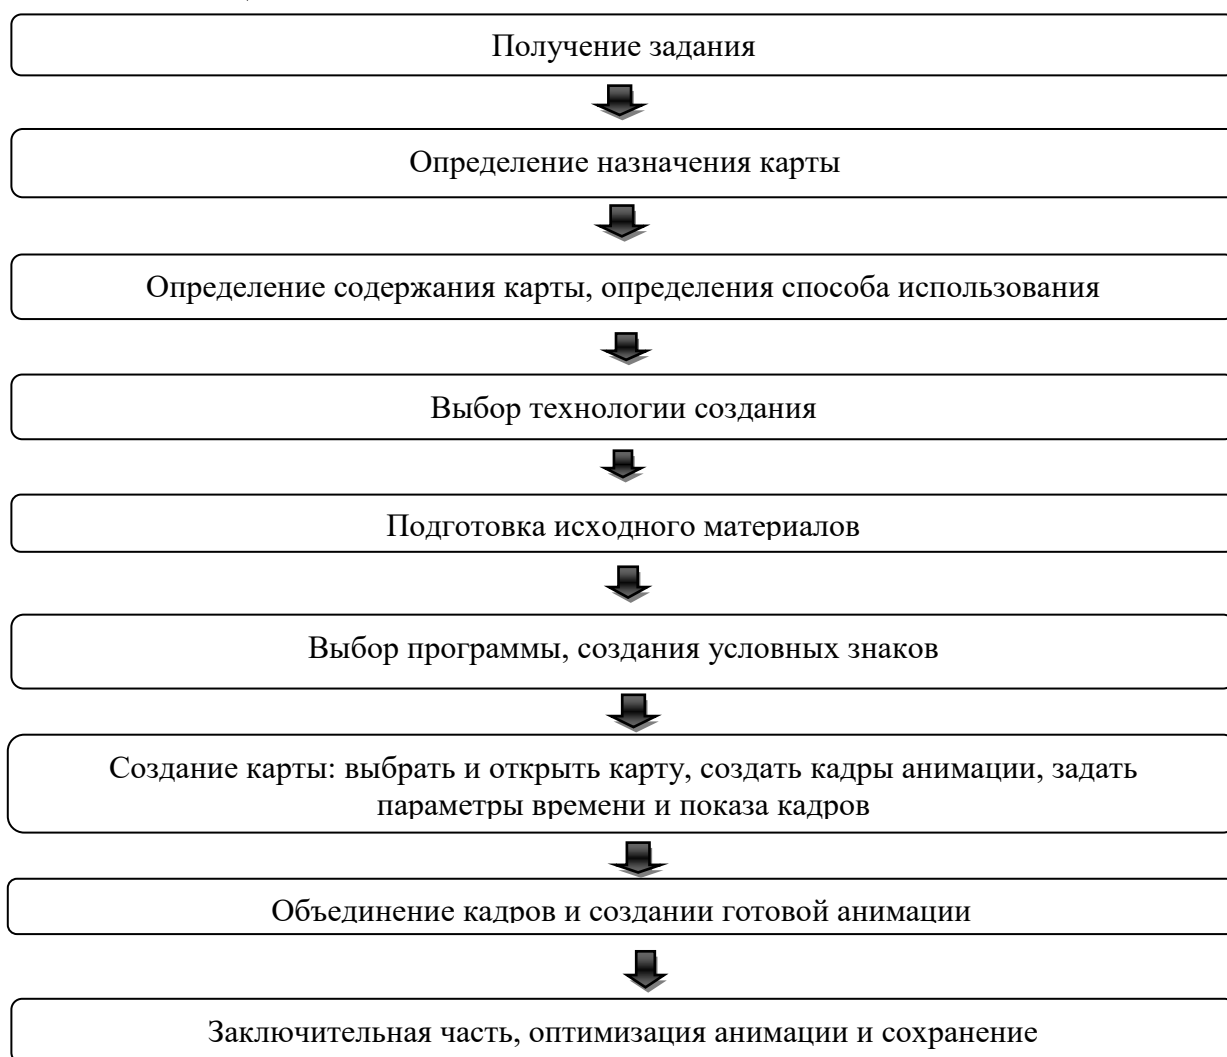 Получение задания
Определение назначения карты
Определение содержания карты, определения способа использования
Выбор технологии создания
Подготовка исходного материалов
Выбор программы, создания условных знаков
Создание карты: выбрать и открыть карту, создать кадры анимации, задать
параметры времени и показа кадров
Объединение кадров и создании готовой анимации
Заключительная часть, оптимизация анимации и сохранение